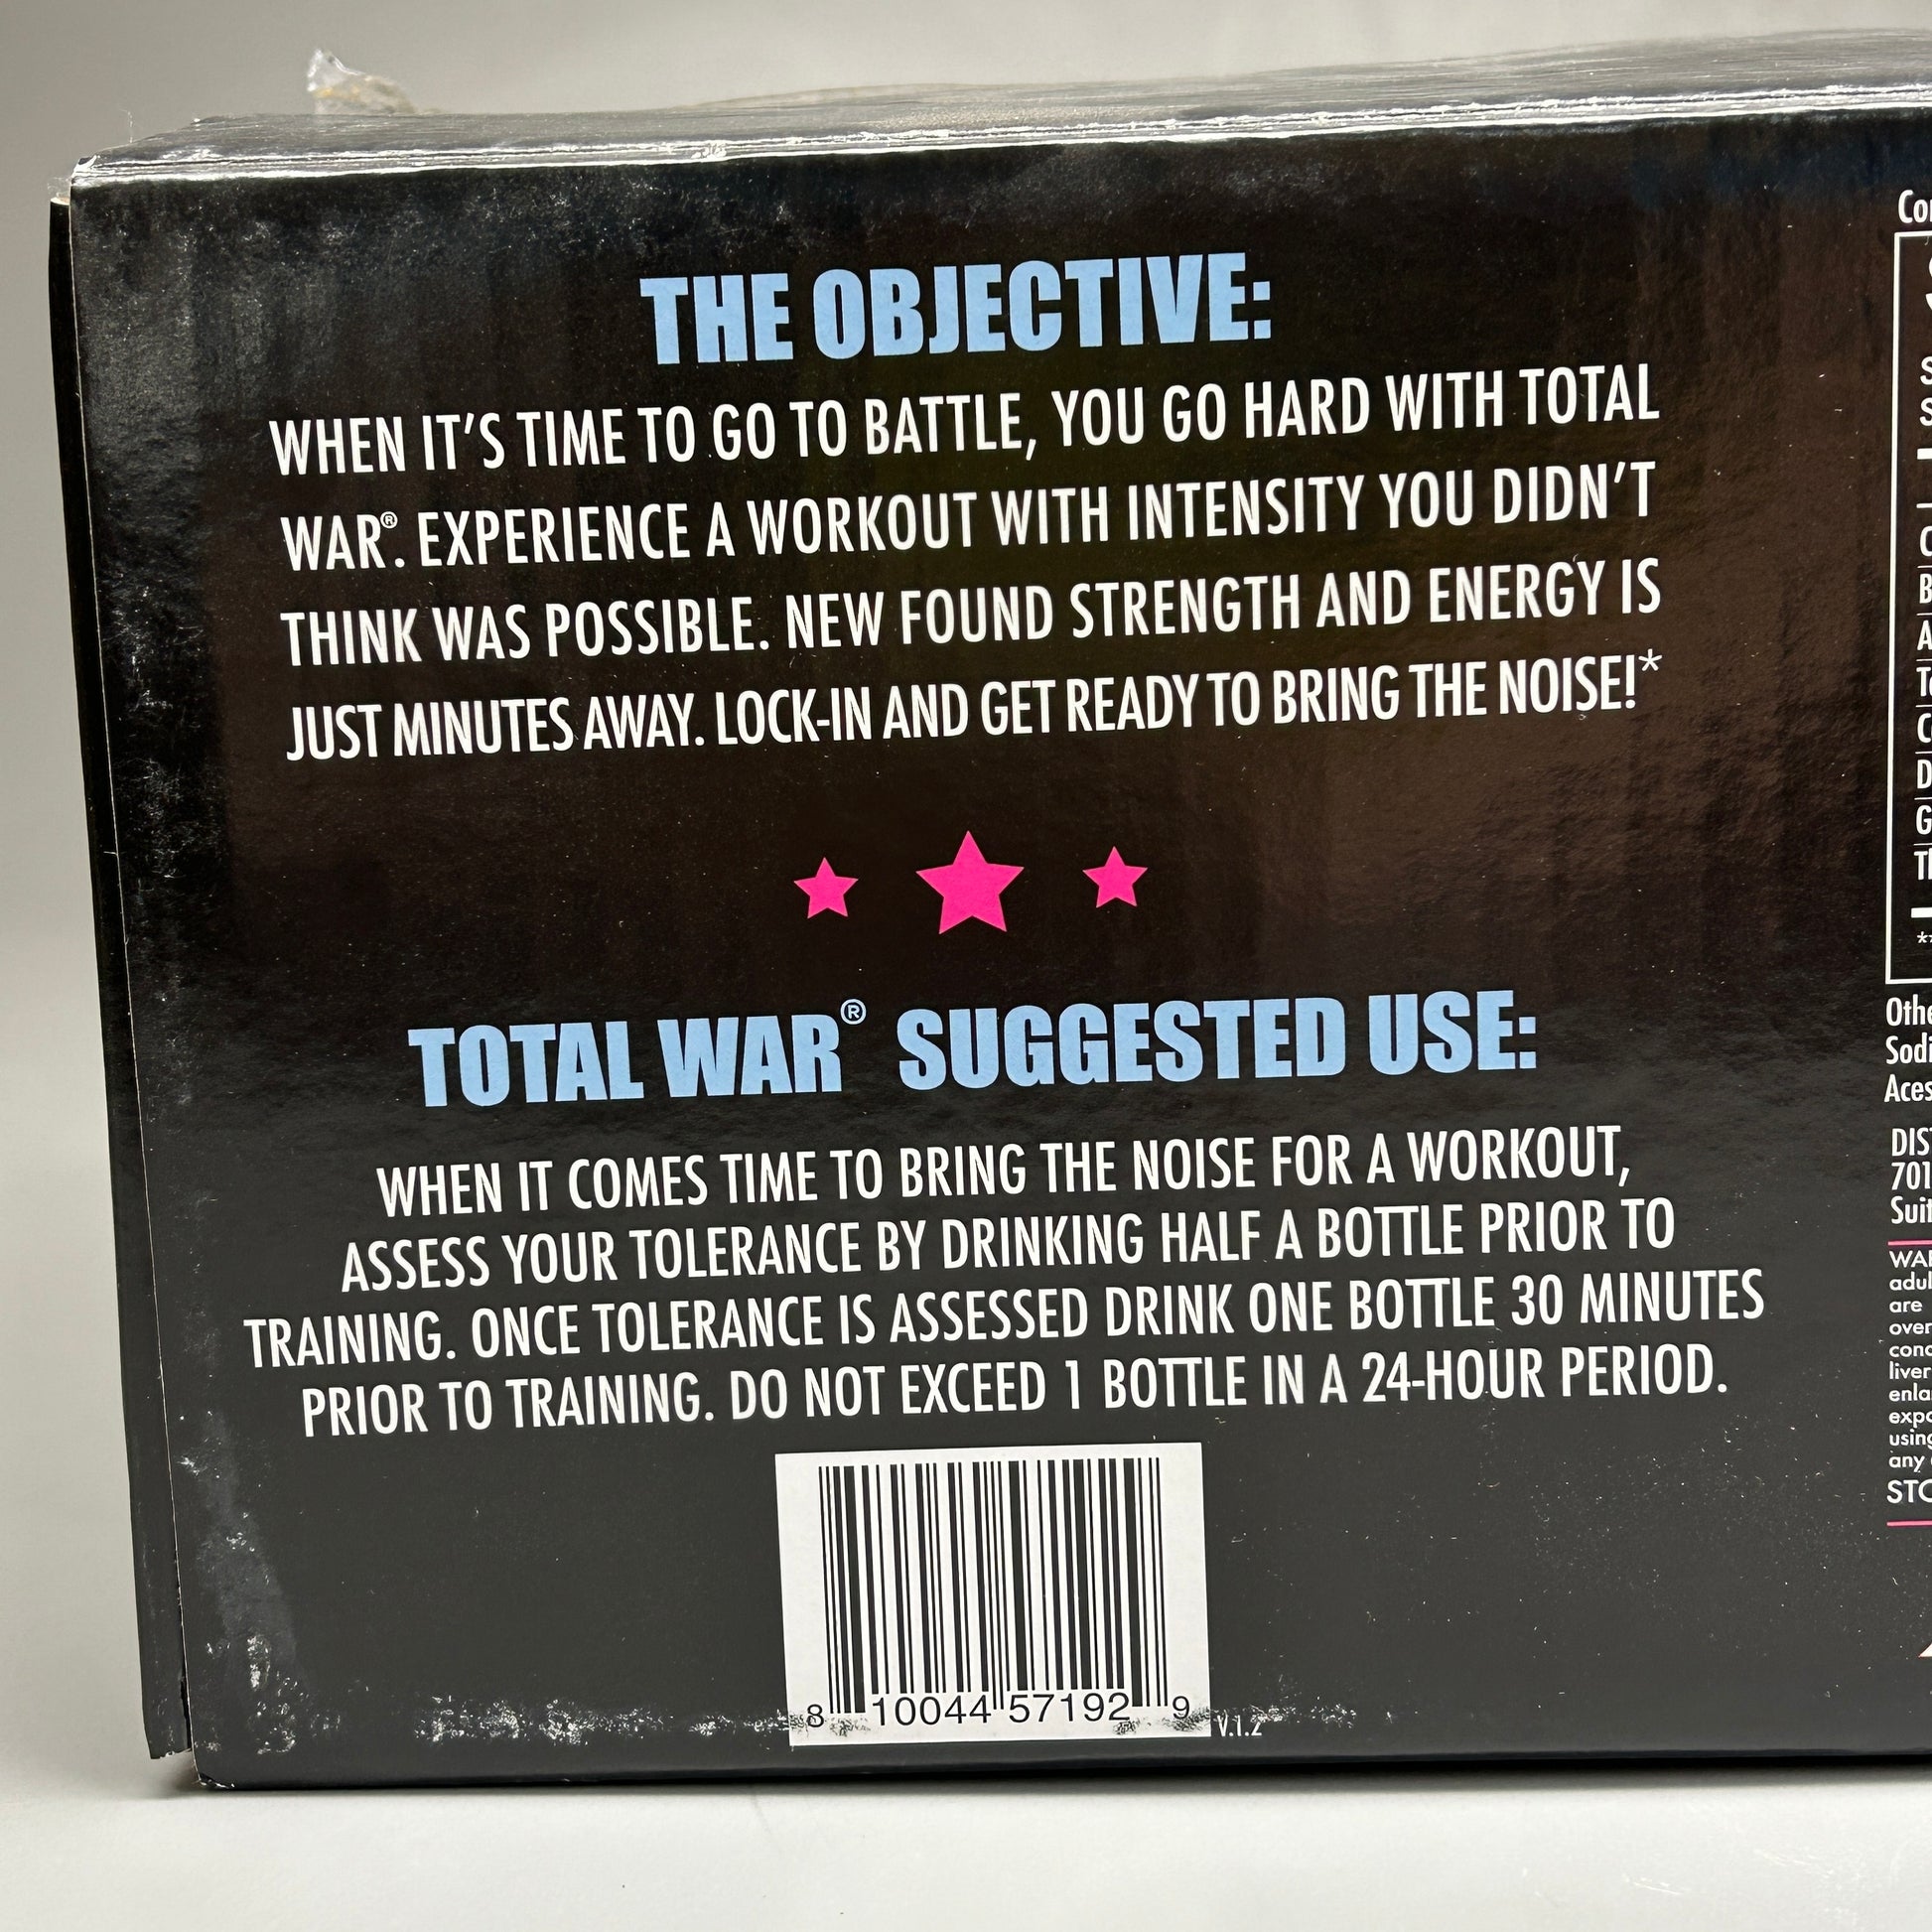 THE OBJECTIVE:
WHEN IT'S TIME TO GO TO BATTLE, YOU GO HARD WITH TOTAL
WAR®. EXPERIENCE A WORKOUT WITH INTENSITY YOU DIDN'T
THINK WAS POSSIBLE. NEW FOUND STRENGTH AND ENERGY IS
JUST MINUTES AWAY. LOCK-IN AND GET READY TO BRING THE NOISE!*
TOTAL WAR® SUGGESTED USE:
WHEN IT COMES TIME TO BRING THE NOISE FOR A WORKOUT,
ASSESS YOUR TOLERANCE BY DRINKING HALF A BOTTLE PRIOR TO
TRAINING. ONCE TOLERANCE IS ASSESSED DRINK ONE BOTTLE 30 MINUTES
PRIOR TO TRAINING. DO NOT EXCEED 1 BOTTLE IN A 24-HOUR PERIOD.
8 10044 57192 9
V.1.2
701
are
any